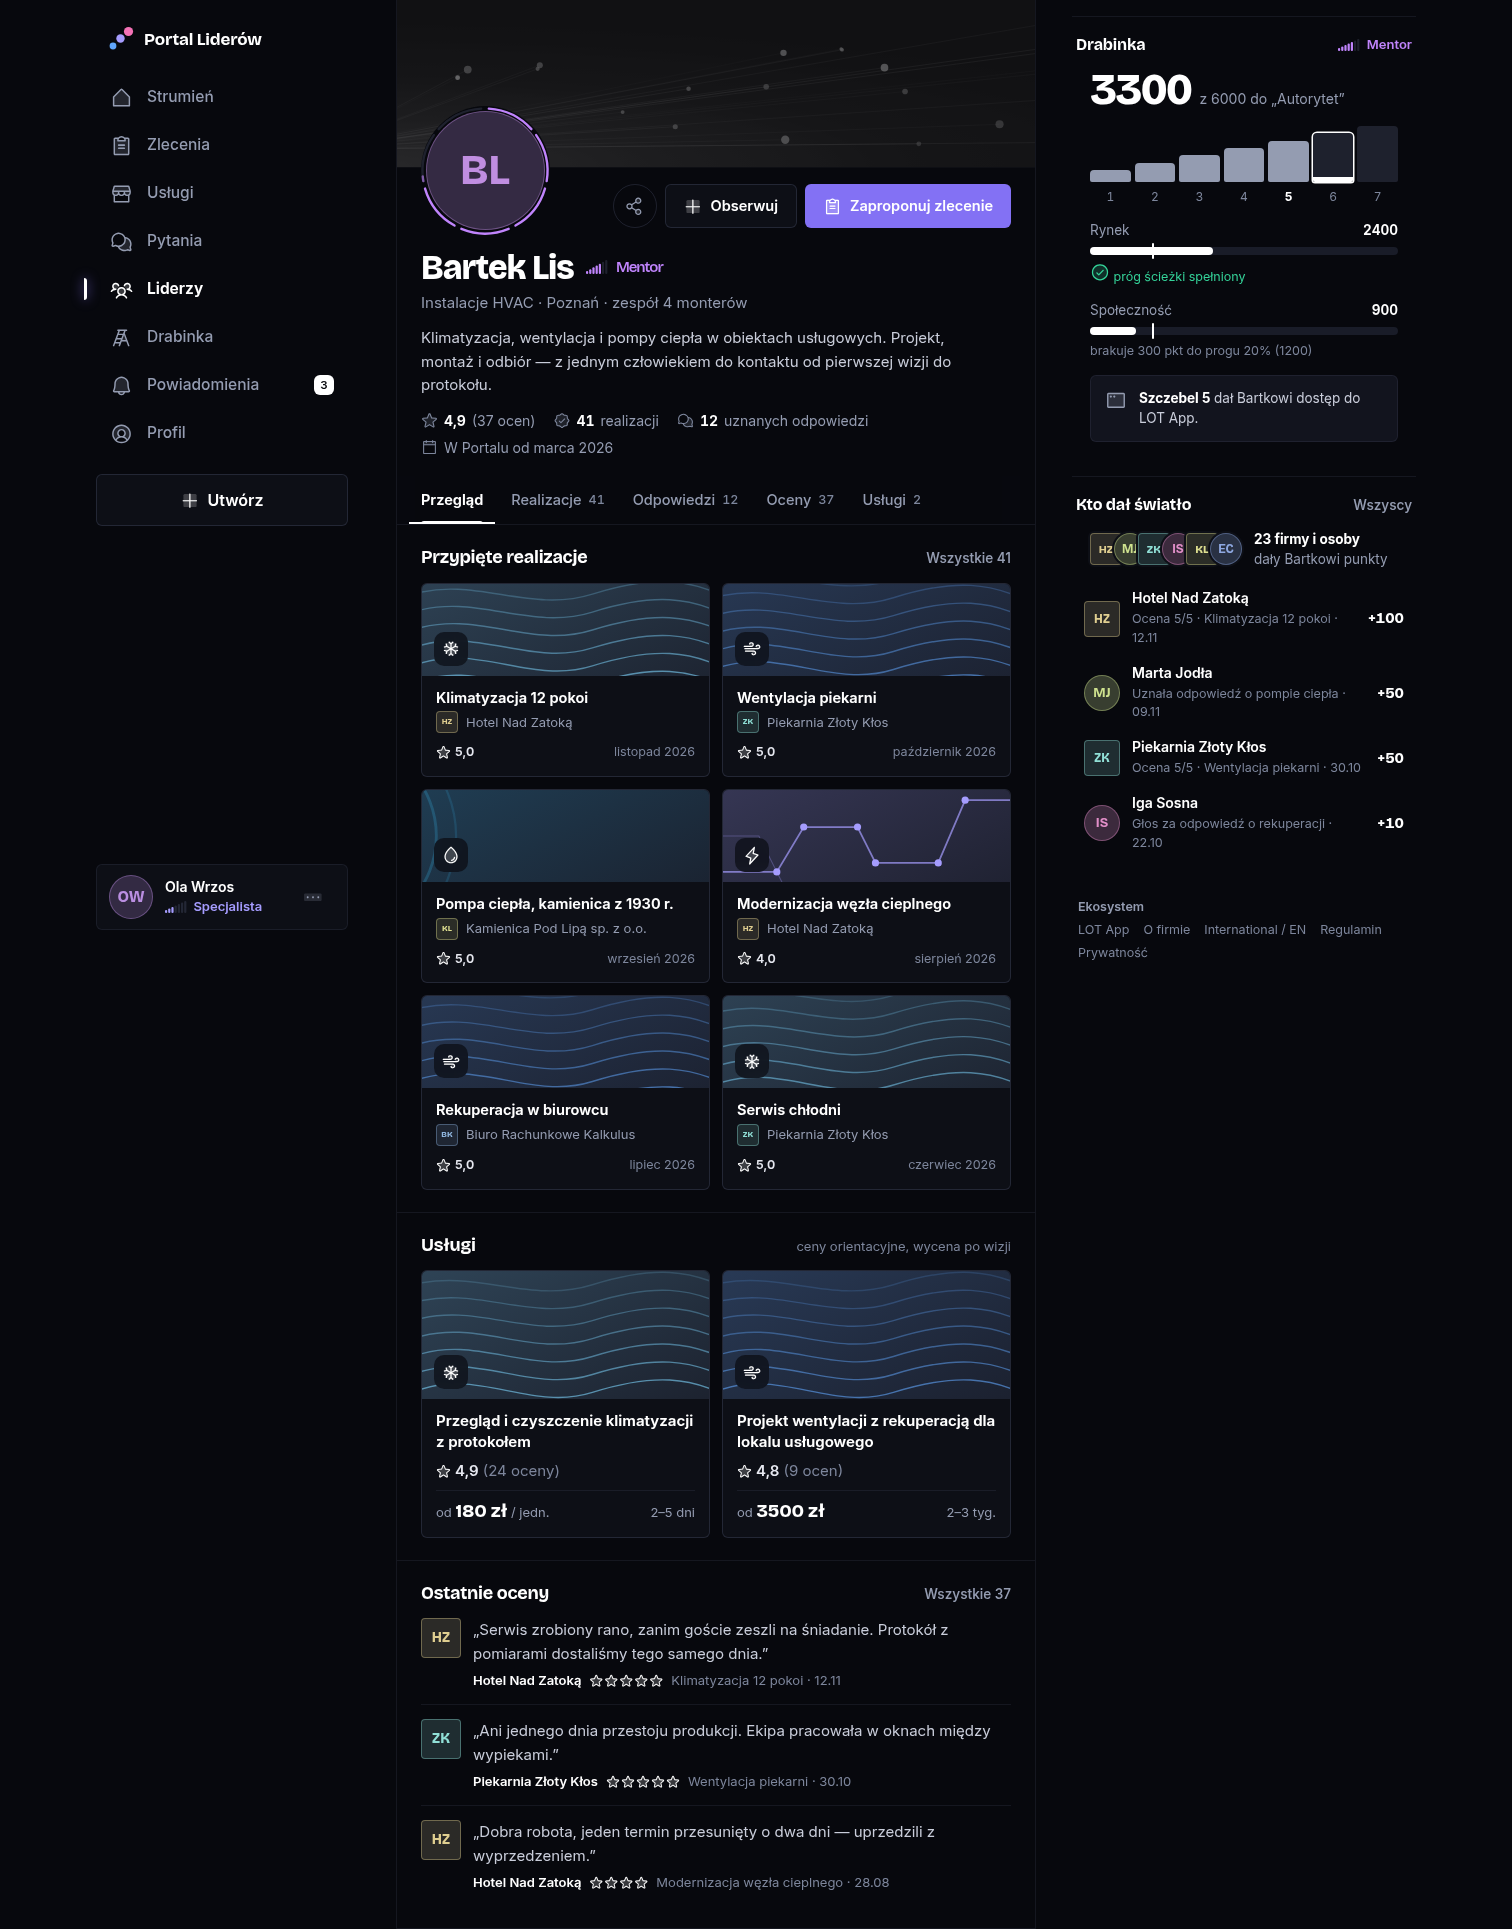 Portal Liderów
Strumień
Zlecenia
Usługi
Pytania
Liderzy
Drabinka
Powiadomienia 3
Profil
Utwórz
OW
Ola Wrzos
Specjalista
BL
Obserwuj
Zaproponuj zlecenie
Bartek Lis Mentor
Instalacje HVAC · Poznań · zespół 4 monterów
Klimatyzacja, wentylacja i pompy ciepła w obiektach usługowych. Projekt,
montaż i odbiór — z jednym człowiekiem do kontaktu od pierwszej wizji do
protokołu.
4,9 (37 ocen) 41 realizacji 12 uznanych odpowiedzi
W Portalu od marca 2026
Przegląd Realizacje 41 Odpowiedzi 12 Oceny 37 Usługi 2
Przypięte realizacje Wszystkie 41
Klimatyzacja 12 pokoi
HZ Hotel Nad Zatoką
5,0 listopad 2026
Wentylacja piekarni
ZK Piekarnia Złoty Kłos
5,0 październik 2026
Pompa ciepła, kamienica z 1930 r.
KL Kamienica Pod Lipą sp. z o.o.
5,0 wrzesień 2026
Modernizacja węzła cieplnego
HZ Hotel Nad Zatoką
4,0 sierpień 2026
Rekuperacja w biurowcu
BK Biuro Rachunkowe Kalkulus
5,0 lipiec 2026
Serwis chłodni
ZK Piekarnia Złoty Kłos
5,0 czerwiec 2026
Usługi ceny orientacyjne, wycena po wizji
Przegląd i czyszczenie klimatyzacji
z protokołem
4,9 (24 oceny)
od 180 zł / jedn. 2–5 dni
Projekt wentylacji z rekuperacją dla
lokalu usługowego
4,8 (9 ocen)
od 3500 zł 2–3 tyg.
Ostatnie oceny Wszystkie 37
HZ
„Serwis zrobiony rano, zanim goście zeszli na śniadanie. Protokół z
pomiarami dostaliśmy tego samego dnia.”
Hotel Nad Zatoką Klimatyzacja 12 pokoi · 12.11
ZK
„Ani jednego dnia przestoju produkcji. Ekipa pracowała w oknach między
wypiekami.”
Piekarnia Złoty Kłos Wentylacja piekarni · 30.10
HZ
„Dobra robota, jeden termin przesunięty o dwa dni — uprzedzili z
wyprzedzeniem.”
Hotel Nad Zatoką Modernizacja węzła cieplnego · 28.08
Drabinka Mentor
3300 z 6000 do „Autorytet”
1 2 3 4 5 6 7
Rynek 2400
próg ścieżki spełniony
Społeczność 900
brakuje 300 pkt do progu 20% (1200)
Szczebel 5 dał Bartkowi dostęp do
LOT App.
Kto dał światło Wszyscy
HZ MJ ZK IS KL EC
23 firmy i osoby
dały Bartkowi punkty
HZ
Hotel Nad Zatoką
Ocena 5/5 · Klimatyzacja 12 pokoi ·
12.11
+100
MJ
Marta Jodła
Uznała odpowiedź o pompie ciepła ·
09.11
+50
ZK
Piekarnia Złoty Kłos
Ocena 5/5 · Wentylacja piekarni · 30.10
+50
IS
Iga Sosna
Głos za odpowiedź o rekuperacji ·
22.10
+10
Ekosystem
LOT App O firmie International / EN Regulamin
Prywatność